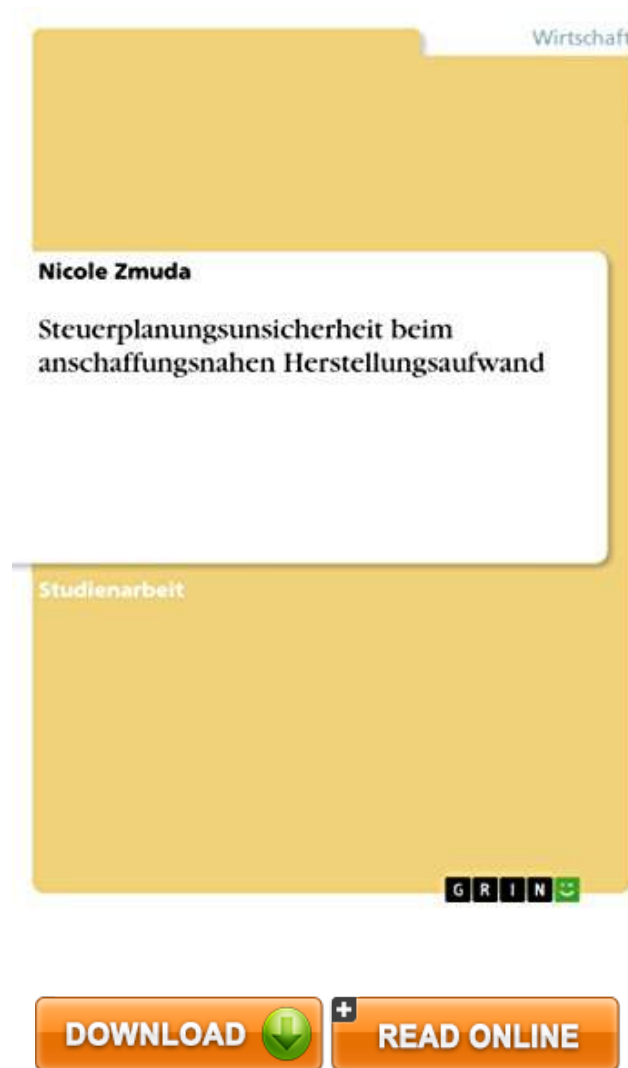 Wirtschaft
Nicole Zmuda
Steuerplanungsunsicherheit beim
anschaffungsnahen Herstellungsaufwand
Studienarbeit
GRIN
DOWNLOAD
READ ONLINE